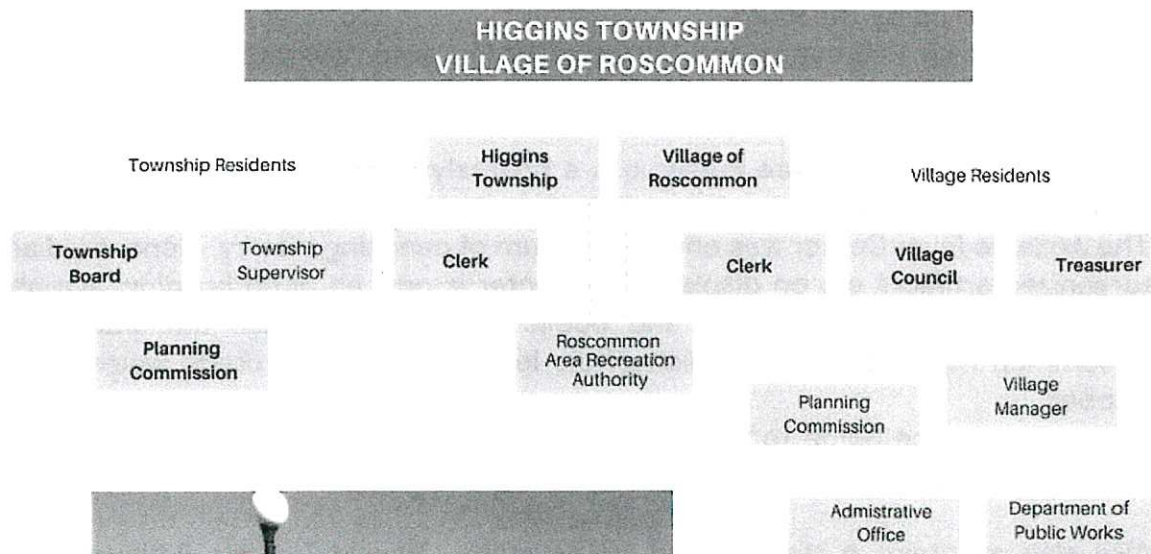 HIGGINS TOWNSHIP
VILLAGE OF ROSCOMMON
Township Residents
Higgins
Township
Village of
Roscommon
Village Residents
Township
Board
Township
Supervisor
Clerk
Clerk
Village
Council
Treasurer
Planning
Commission
Roscommon
Area Recreation
Authority
Planning
Commission
Village
Manager
Admistrative
Office
Department of
Public Works